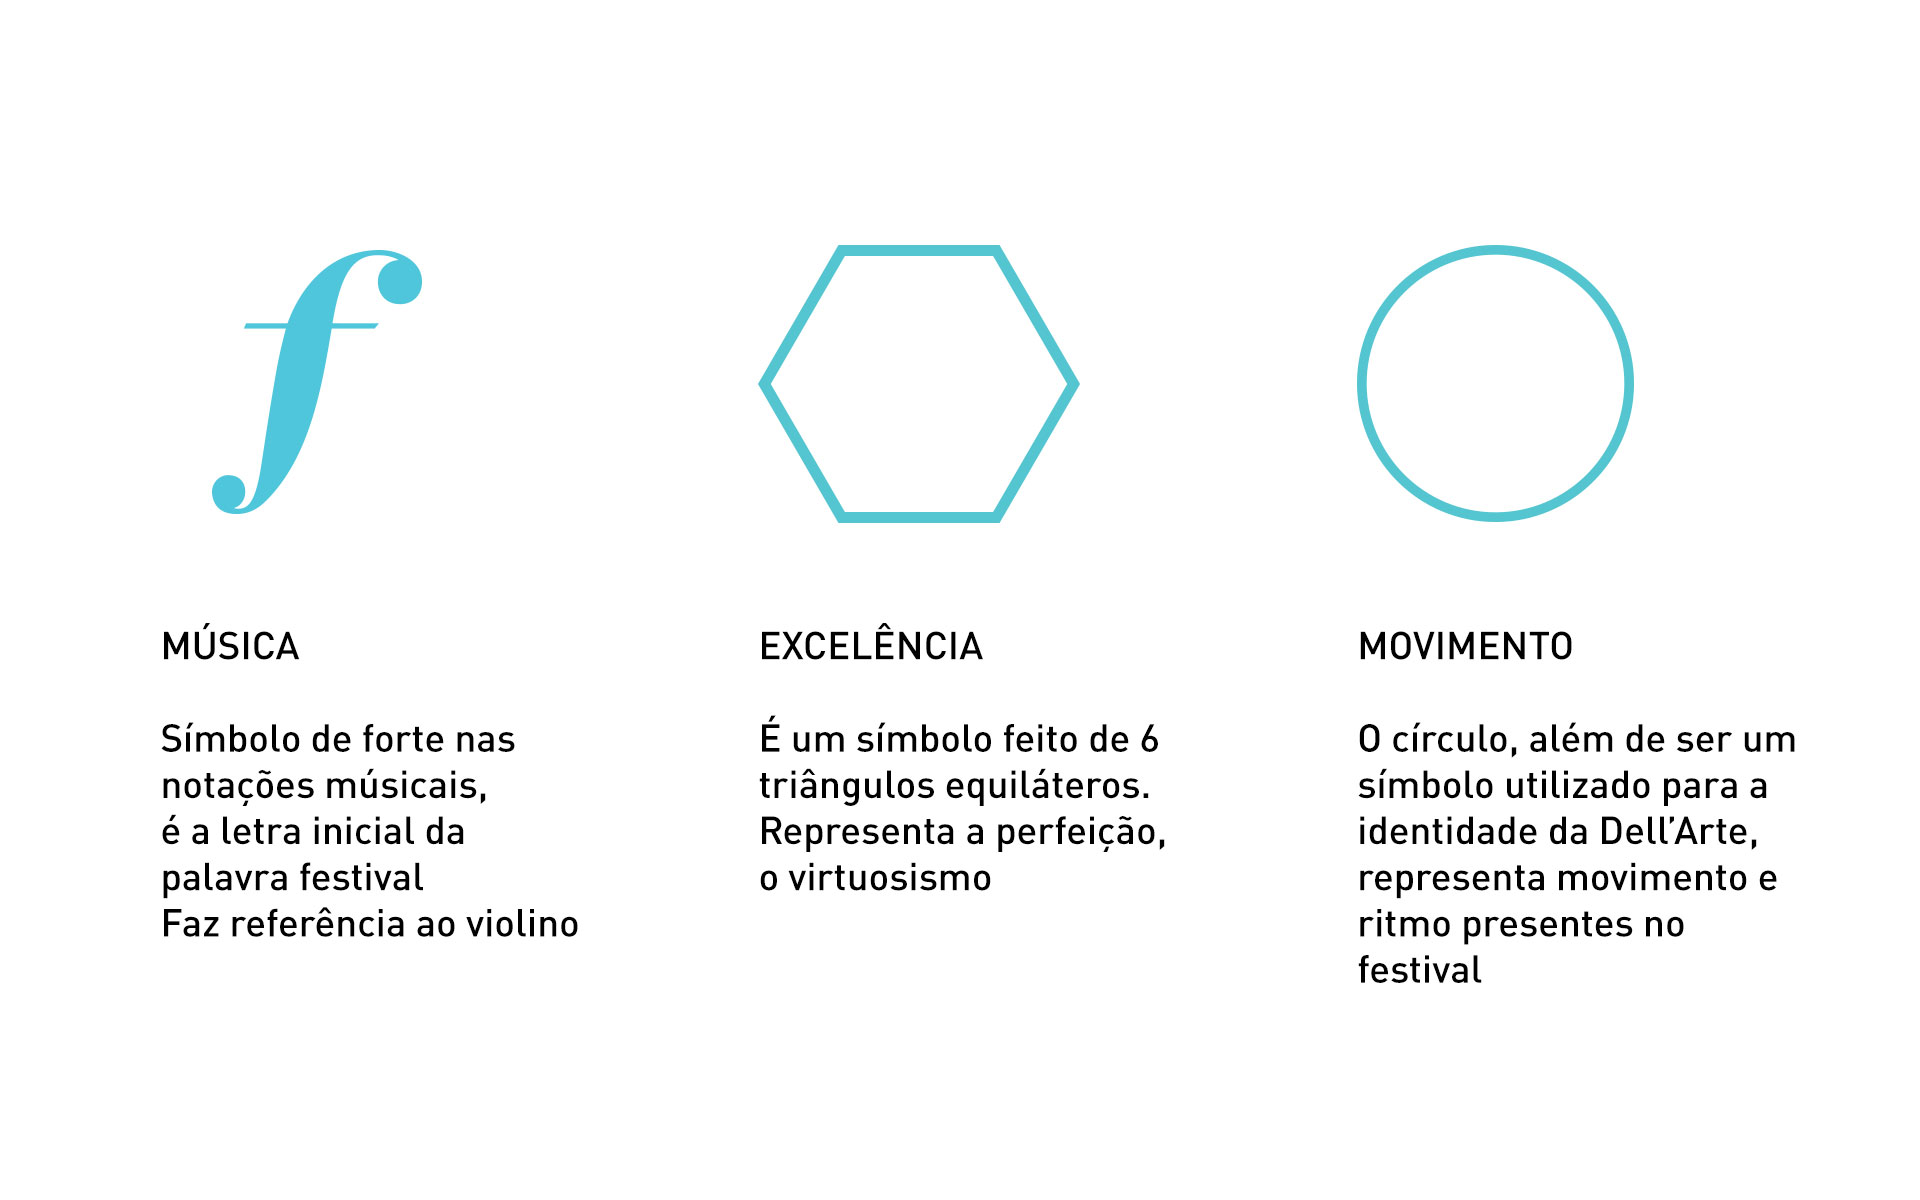 f
MÚSICA
Símbolo de forte nas
notações músicais,
é a letra inicial da
palavra festival
Faz referência ao violino
EXCELÊNCIA
É um símbolo feito de 6
triângulos equiláteros.
Representa a perfeição,
o virtuosismo
MOVIMENTO
O círculo, além de ser um
símbolo utilizado para a
identidade da Dell’Arte,
representa movimento e
ritmo presentes no
festival